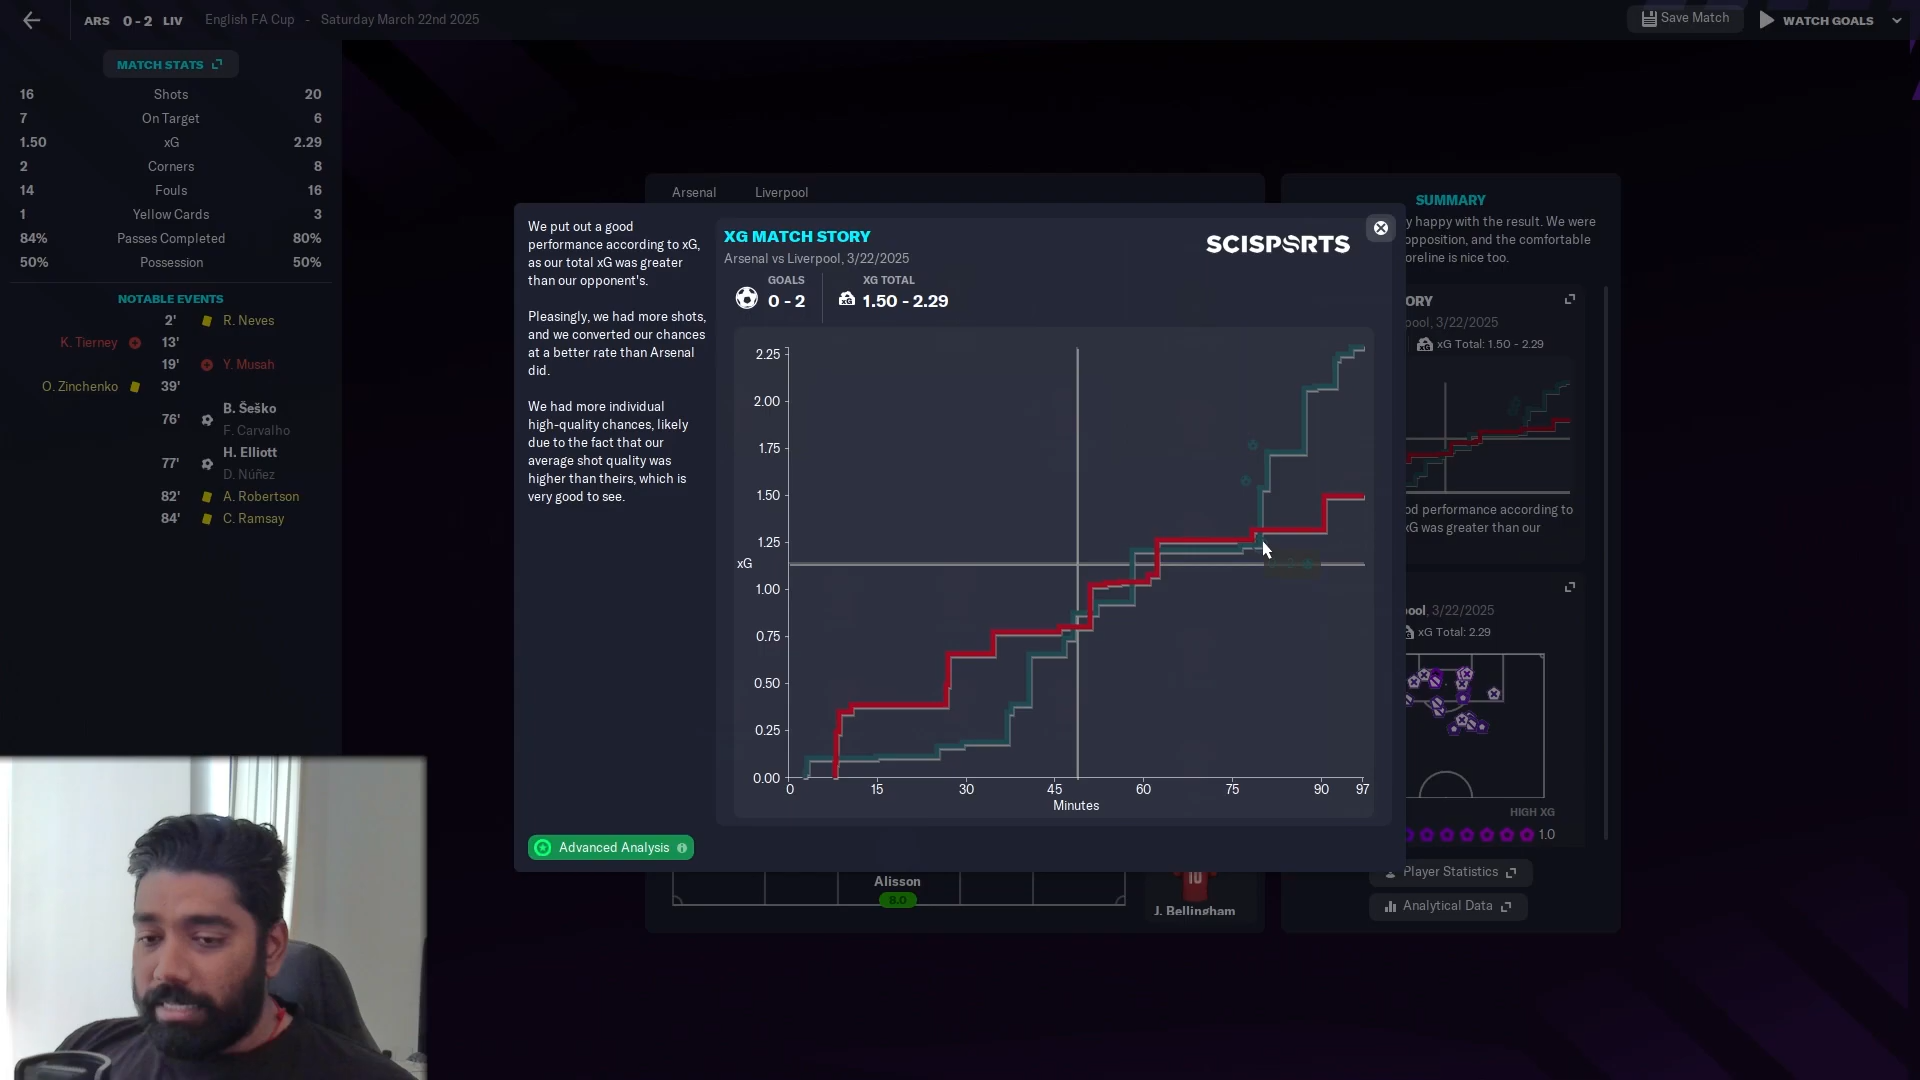 ARS 0 - 2 LIV English FA Cup - Saturday March 22nd 2025
Save Match
WATCH GOALS
MATCH STATS
16 Shots 20
7 On Target 6
1.50 xG 2.29
2 Corners 8
14 Fouls 16
1 Yellow Cards 3
84% Passes Completed 80%
50% Possession 50%
NOTABLE EVENTS
2' R. Neves
K. Tierney 13'
19' Y. Musah
O. Zinchenko 39'
76' B. Šeško
F. Carvalho
77' H. Elliott
D. Núñez
82' A. Robertson
84' C. Ramsay
Arsenal Liverpool
We put out a good
performance according to xG,
as our total xG was greater
than our opponent's.
Pleasingly, we had more shots,
and we converted our chances
at a better rate than Arsenal
did.
We had more individual
high-quality chances, likely
due to the fact that our
average shot quality was
higher than theirs, which is
very good to see.
Advanced Analysis
XG MATCH STORY
Arsenal vs Liverpool, 3/22/2025
SCISPORTS
GOALS
0 - 2
XG TOTAL
xG 1.50 - 2.29
2.25
2.00
1.75
1.50
1.25
xG
1.00
0.75
0.50
0.25
0.00
0 15 30 45 60 75 90 97
Minutes
Alisson
8.0
10
J. Bellingham
SUMMARY
y happy with the result. We were
opposition, and the comfortable
oreline is nice too.
ORY
pool, 3/22/2025
xG Total: 1.50 - 2.29
od performance according to
xG was greater than our
pool, 3/22/2025
xG Total: 2.29
HIGH XG
1.0
Player Statistics
Analytical Data